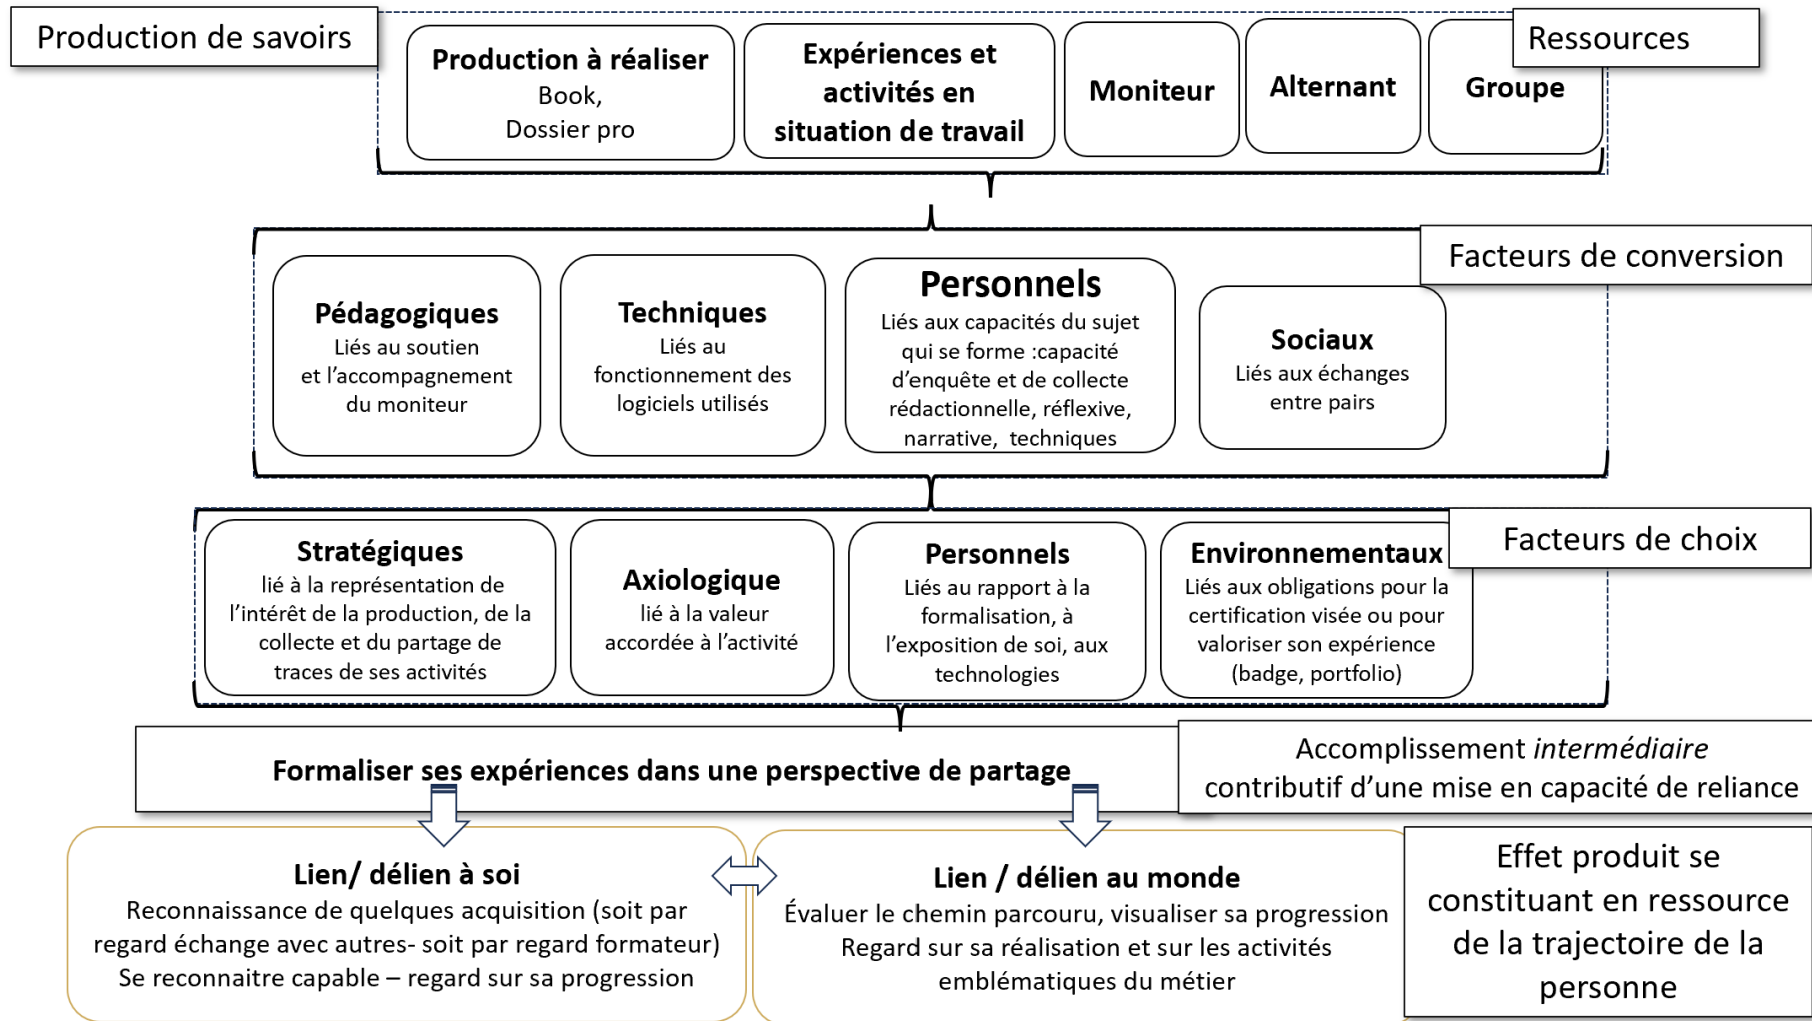 Production de savoirs
Ressources
Production à réaliser
Book,
Dossier pro
Expériences et
activités en
situation de travail
Moniteur
Alternant
Groupe
Facteurs de conversion
Pédagogiques
Liés au soutien
et l’accompagnement
du moniteur
Techniques
Liés au
fonctionnement des
logiciels utilisés
Personnels
Liés aux capacités du sujet
qui se forme :capacité
d’enquête et de collecte
rédactionnelle, réflexive,
narrative, techniques
Sociaux
Liés aux échanges
entre pairs
Facteurs de choix
Stratégiques
lié à la représentation de
l’intérêt de la production, de la
collecte et du partage de
traces de ses activités
Axiologique
lié à la valeur
accordée à l’activité
Personnels
Liés au rapport à la
formalisation, à
l’exposition de soi, aux
technologies
Environnementaux
Liés aux obligations pour la
certification visée ou pour
valoriser son expérience
(badge, portfolio)
Formaliser ses expériences dans une perspective de partage
Accomplissement intermédiaire
contributif d’une mise en capacité de reliance
Lien/ délien à soi
Reconnaissance de quelques acquisition (soit par
regard échange avec autres- soit par regard formateur)
Se reconnaitre capable – regard sur sa progression
Lien / délien au monde
Évaluer le chemin parcouru, visualiser sa progression
Regard sur sa réalisation et sur les activités
emblématiques du métier
Effet produit se
constituant en ressource
de la trajectoire de la
personne